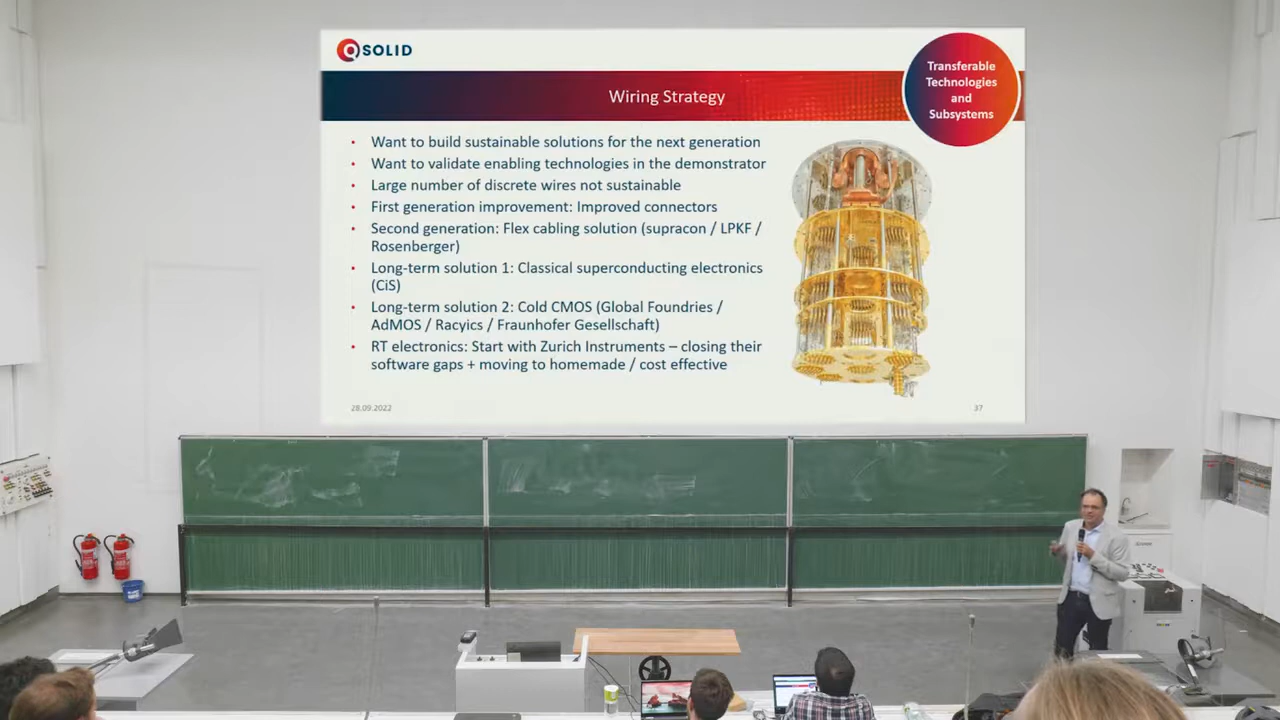 QSOLID
Transferable
Technologies
and
Subsystems
Wiring Strategy
• Want to build sustainable solutions for the next generation
• Want to validate enabling technologies in the demonstrator
• Large number of discrete wires not sustainable
• First generation improvement: Improved connectors
• Second generation: Flex cabling solution (supracon / LPKF /
Rosenberger)
• Long-term solution 1: Classical superconducting electronics
(CiS)
• Long-term solution 2: Cold CMOS (Global Foundries /
AdMOS / Racyics / Fraunhofer Gesellschaft)
• RT electronics: Start with Zurich Instruments – closing their
software gaps + moving to homemade / cost effective
28.09.2022
37